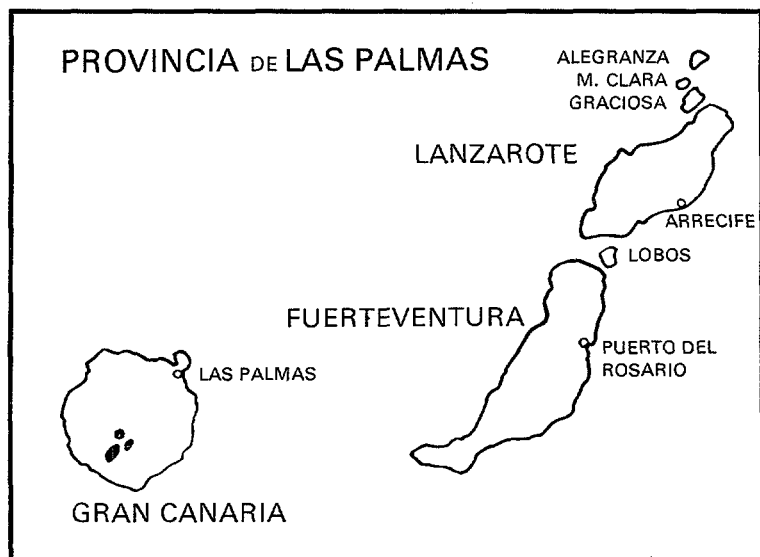 PROVINCIA DE LAS PALMAS
ALEGRANZA
M. CLARA
GRACIOSA
LANZAROTE
ARRECIFE
LOBOS
FUERTEVENTURA
PUERTO DEL
ROSARIO
LAS PALMAS
GRAN CANARIA